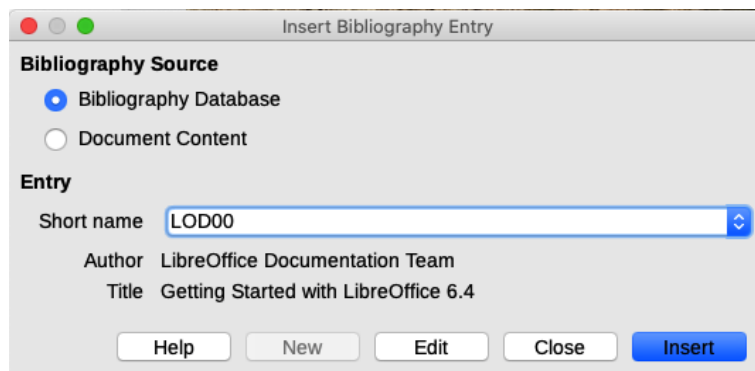 Insert Bibliography Entry
Bibliography Source
Bibliography Database
Document Content
Entry
Short name LOD00
Author LibreOffice Documentation Team
Title Getting Started with LibreOffice 6.4
Help New Edit Close Insert